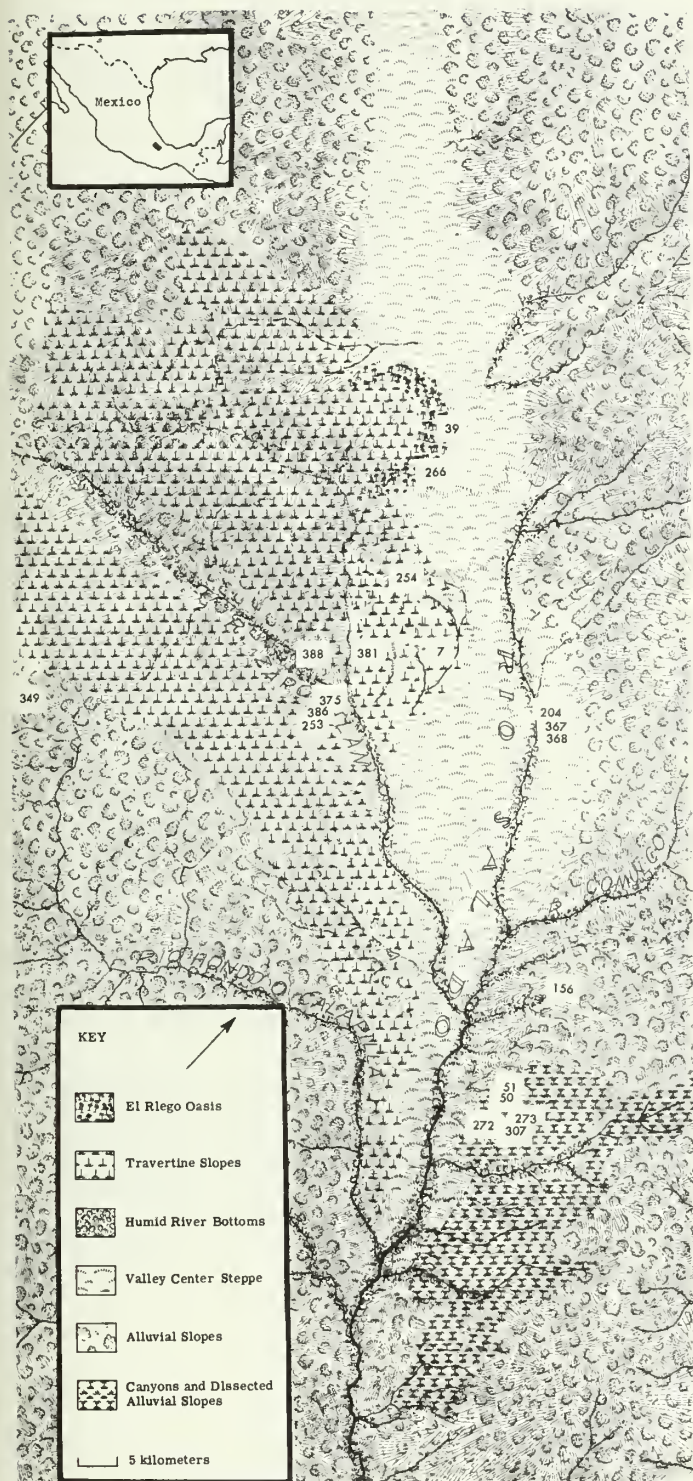 Mexico
39
266
254
388
381
7
349
375
386
253
204
367
368
RIO SALADO
156
51
50
272
273
307
KEY
El Riego Oasis
Travertine Slopes
Humid River Bottoms
Valley Center Steppe
Alluvial Slopes
Canyons and Dissected
Alluvial Slopes
5 kilometers